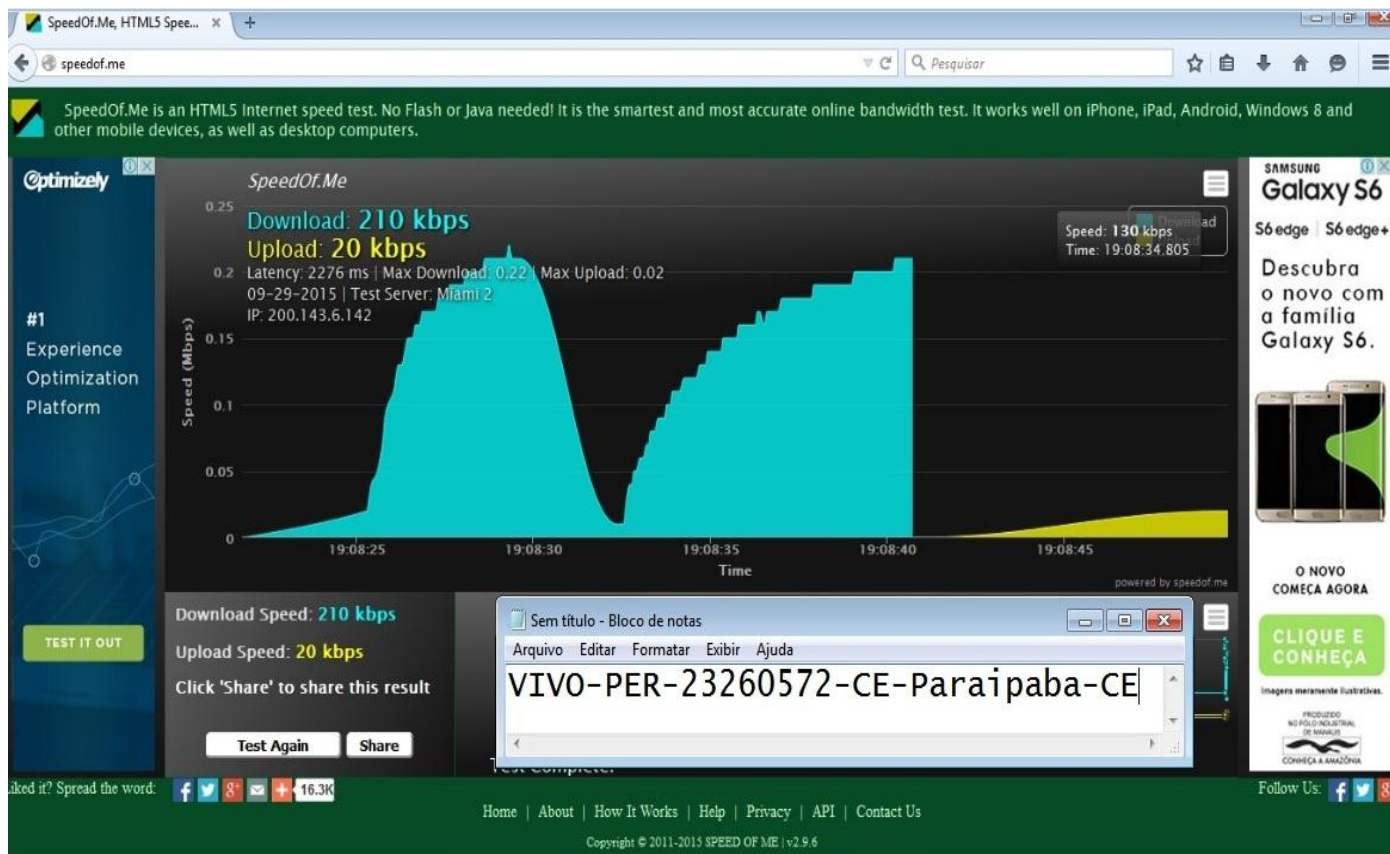 SpeedOf.Me, HTML5 Spee...
speedof.me
Pesquisar
SpeedOf.Me is an HTML5 Internet speed test. No Flash or Java needed! It is the smartest and most accurate online bandwidth test. It works well on iPhone, iPad, Android, Windows 8 and
other mobile devices, as well as desktop computers.
Optimizely
#1
Experience
Optimization
Platform
TEST IT OUT
SpeedOf.Me
Download: 210 kbps
Upload: 20 kbps
Latency: 2276 ms | Max Download: 0.22 | Max Upload: 0.02
09-29-2015 | Test Server: Miami 2
IP: 200.143.6.142
Speed: 130 kbps
Time: 19:08:34.805
Speed (Mbps)
0.25
0.2
0.15
0.1
0.05
0
19:08:25
19:08:30
19:08:35
19:08:40
19:08:45
Time
powered by speedof.me
Download Speed: 210 kbps
Upload Speed: 20 kbps
Click 'Share' to share this result
Test Again
Share
Sem título - Bloco de notas
Arquivo Editar Formatar Exibir Ajuda
VIVO-PER-23260572-CE-Paraipaba-CE
Test Complete.
SAMSUNG
Galaxy S6
S6 edge | S6 edge+
Descubra
o novo com
a família
Galaxy S6.
O NOVO
COMEÇA AGORA
CLIQUE E
CONHEÇA
Imagens meramente ilustrativas.
PRODUZIDO
NO PÓLO INDUSTRIAL
DE MANAUS
CONHEÇA A AMAZÔNIA
Liked it? Spread the word:
16.3K
Follow Us:
Home | About | How It Works | Help | Privacy | API | Contact Us
Copyright © 2011-2015 SPEED OF ME | v2.9.6